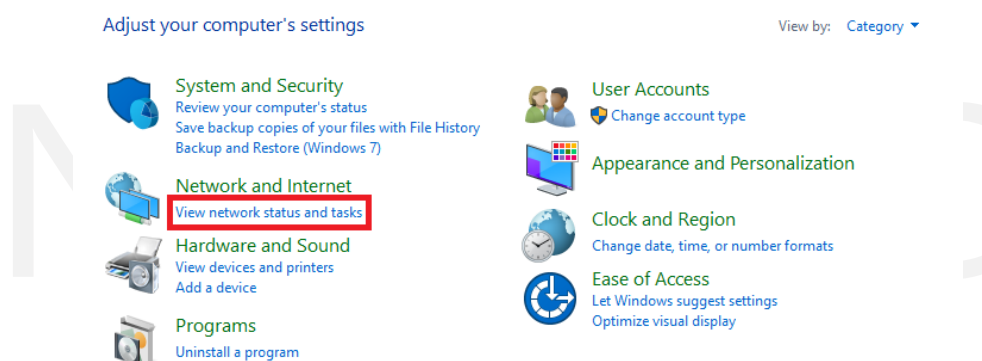 Adjust your computer's settings
View by: Category
System and Security
Review your computer's status
Save backup copies of your files with File History
Backup and Restore (Windows 7)
Network and Internet
View network status and tasks
Hardware and Sound
View devices and printers
Add a device
Programs
Uninstall a program
User Accounts
Change account type
Appearance and Personalization
Clock and Region
Change date, time, or number formats
Ease of Access
Let Windows suggest settings
Optimize visual display